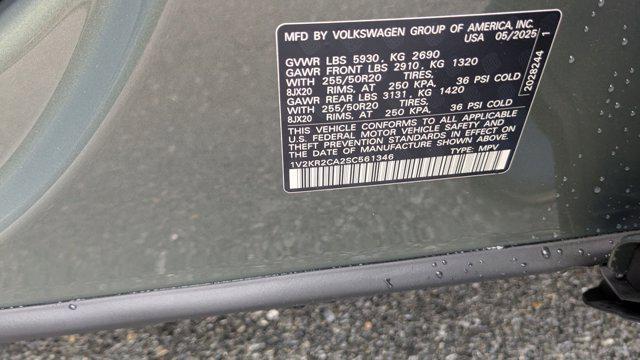 MFD BY VOLKSWAGEN GROUP OF AMERICA, INC.
USA 05/2025
GVWR LBS 5930, KG 2690
GAWR FRONT LBS 2910, KG 1320
WITH 255/50R20 TIRES,
8JX20 RIMS, AT 250 KPA, 36 PSI COLD
GAWR REAR LBS 3131, KG 1420
WITH 255/50R20 TIRES,
8JX20 RIMS, AT 250 KPA, 36 PSI COLD
THIS VEHICLE CONFORMS TO ALL APPLICABLE
U.S. FEDERAL MOTOR VEHICLE SAFETY AND
THEFT PREVENTION STANDARDS IN EFFECT ON
THE DATE OF MANUFACTURE SHOWN ABOVE.
1V2KR2CA2SC561346 TYPE: MPV
2028244 1